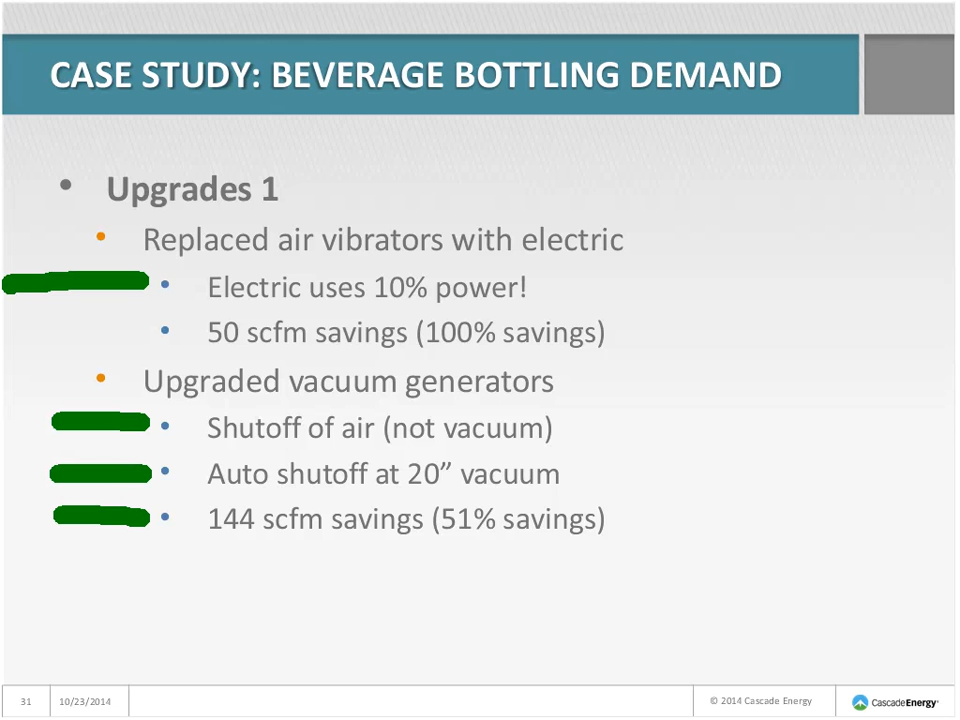 CASE STUDY: BEVERAGE BOTTLING DEMAND
• Upgrades 1
• Replaced air vibrators with electric
• Electric uses 10% power!
• 50 scfm savings (100% savings)
• Upgraded vacuum generators
• Shutoff of air (not vacuum)
• Auto shutoff at 20” vacuum
• 144 scfm savings (51% savings)
31 10/23/2014 © 2014 Cascade Energy CascadeEnergy